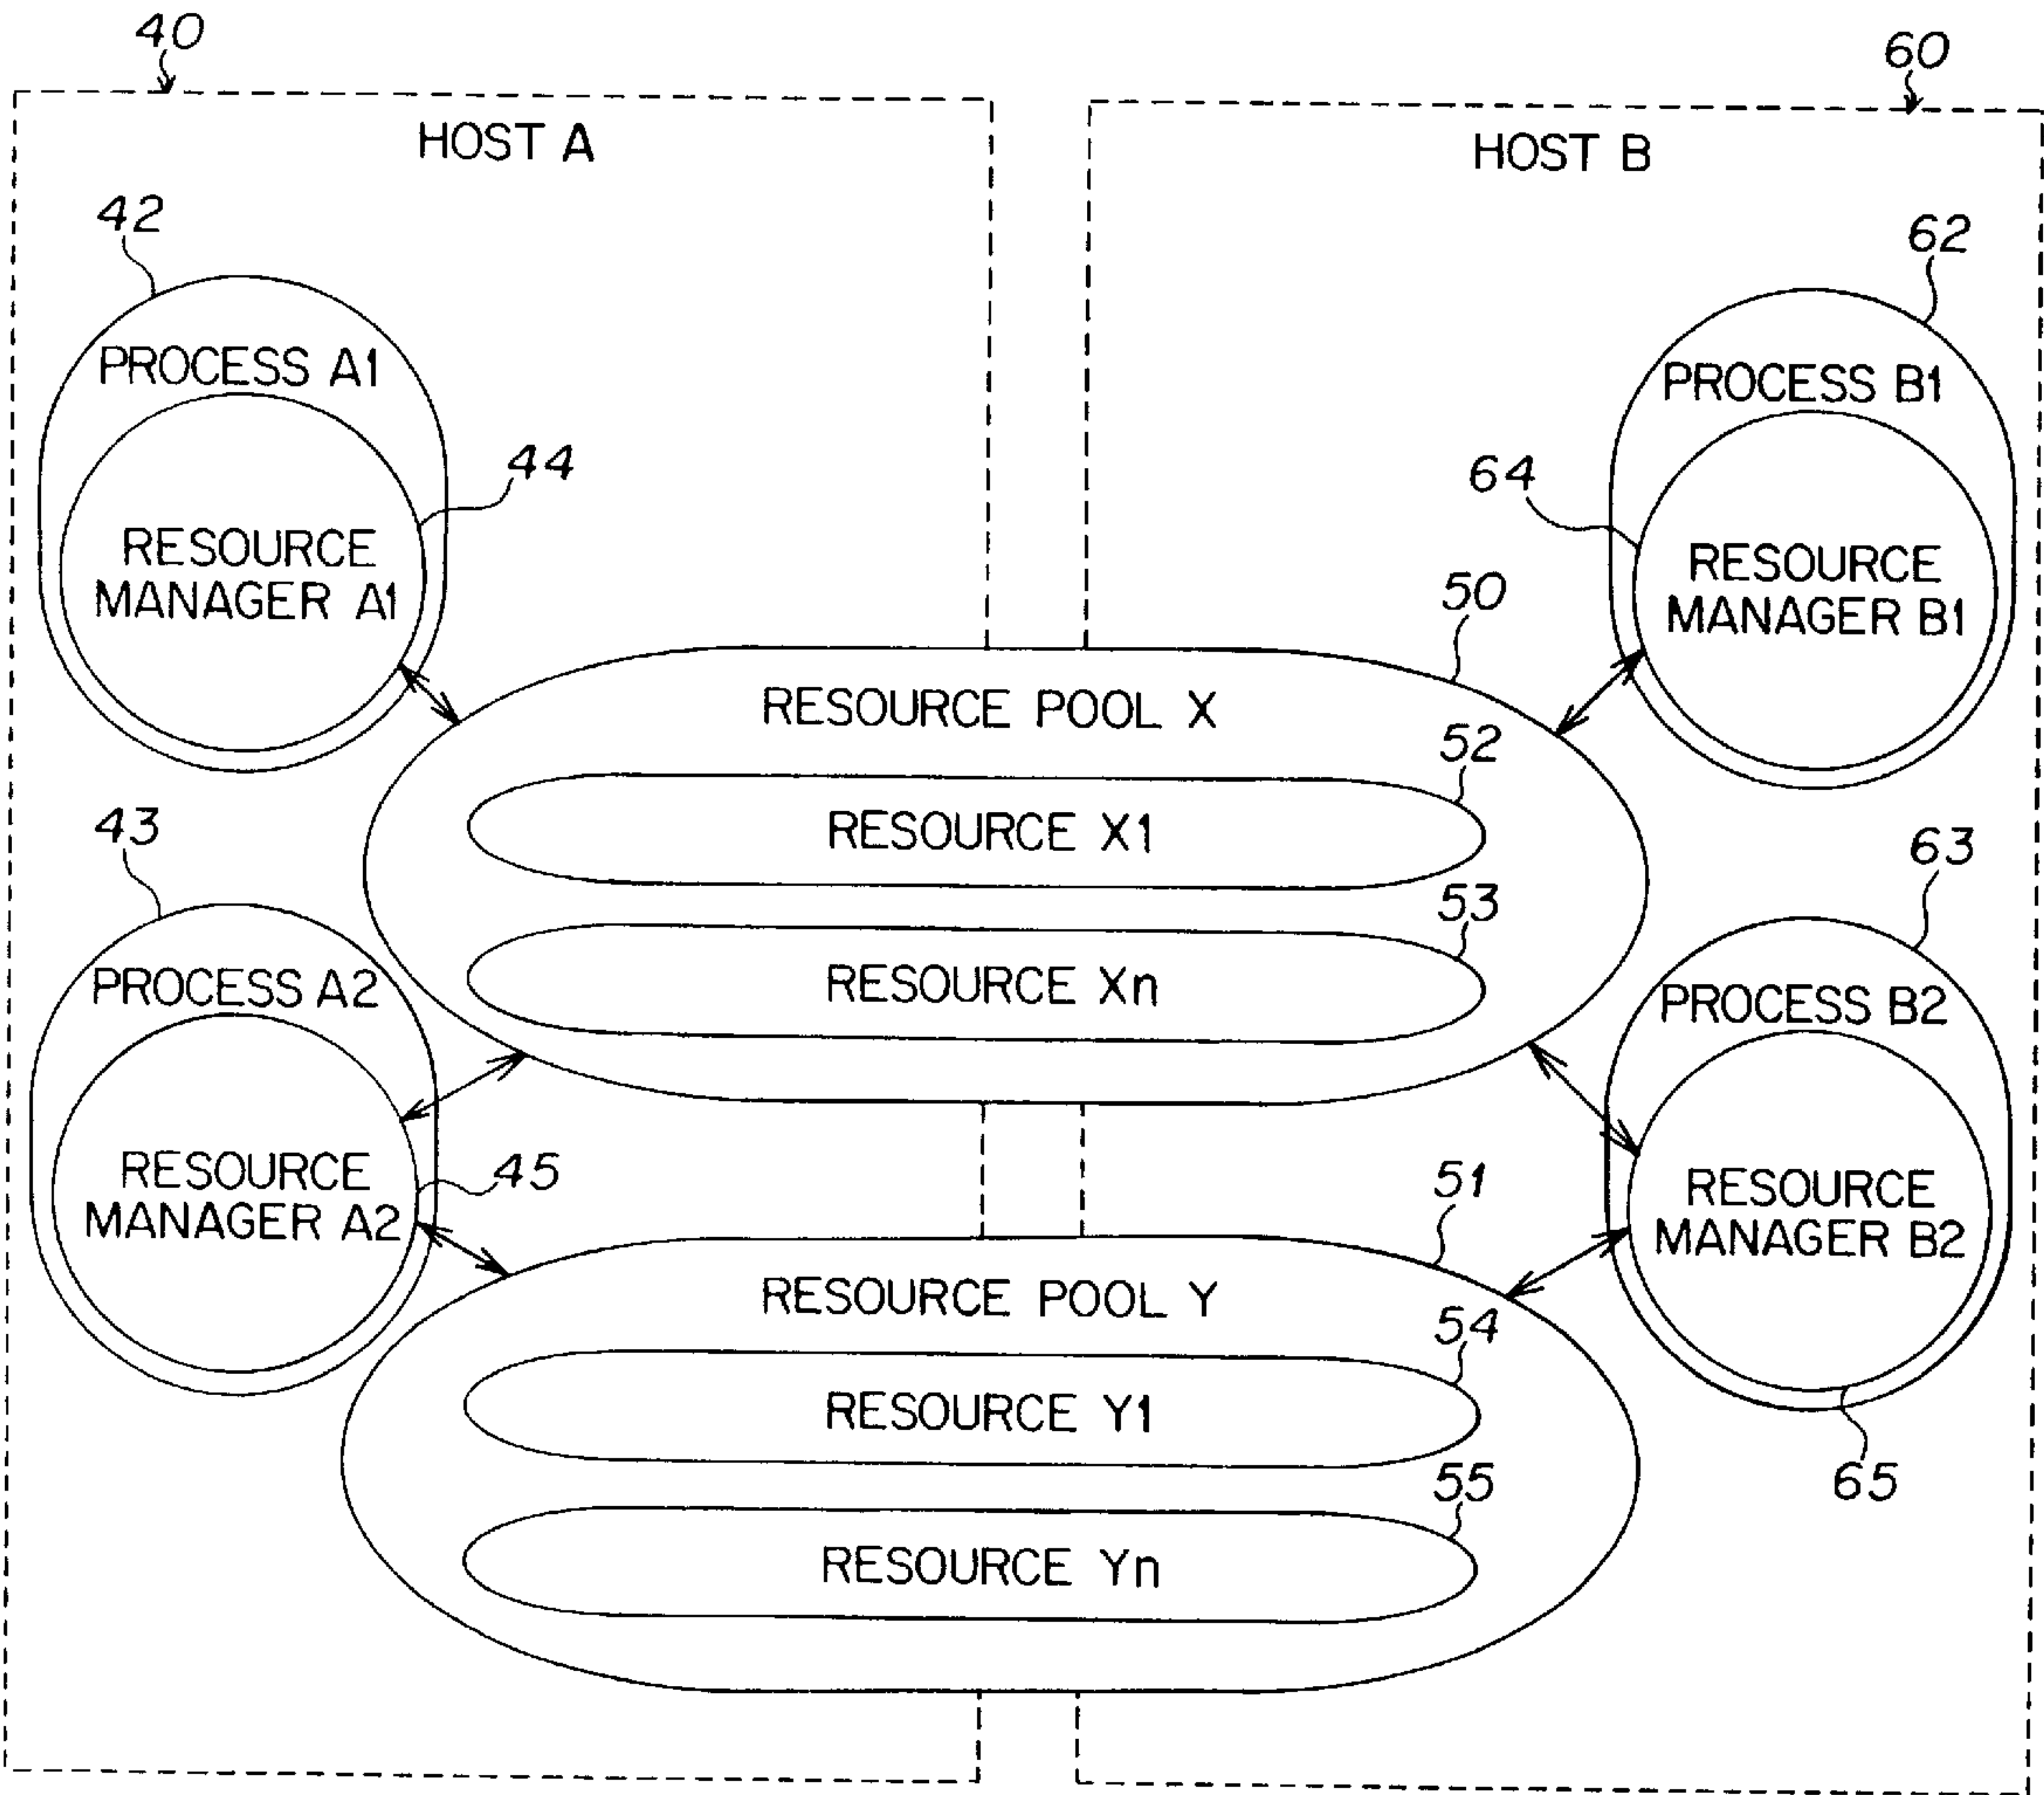 40
60
HOST A
HOST B
42
62
PROCESS A1
PROCESS B1
44
64
RESOURCE
MANAGER A1
RESOURCE
MANAGER B1
50
RESOURCE POOL X
52
RESOURCE X1
43
63
53
RESOURCE Xn
PROCESS A2
PROCESS B2
45
RESOURCE
MANAGER A2
51
RESOURCE
MANAGER B2
RESOURCE POOL Y
54
RESOURCE Y1
55
65
RESOURCE Yn